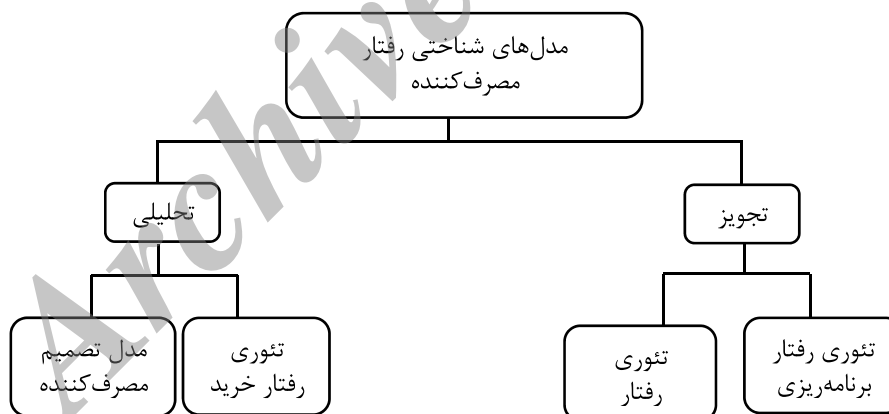 مدل‌های شناختی رفتار
مصرف‌کننده
تجویز
تحلیلی
تئوری رفتار
برنامه‌ریزی
تئوری
رفتار
تئوری
رفتار خرید
مدل تصمیم
مصرف‌کننده
Archive